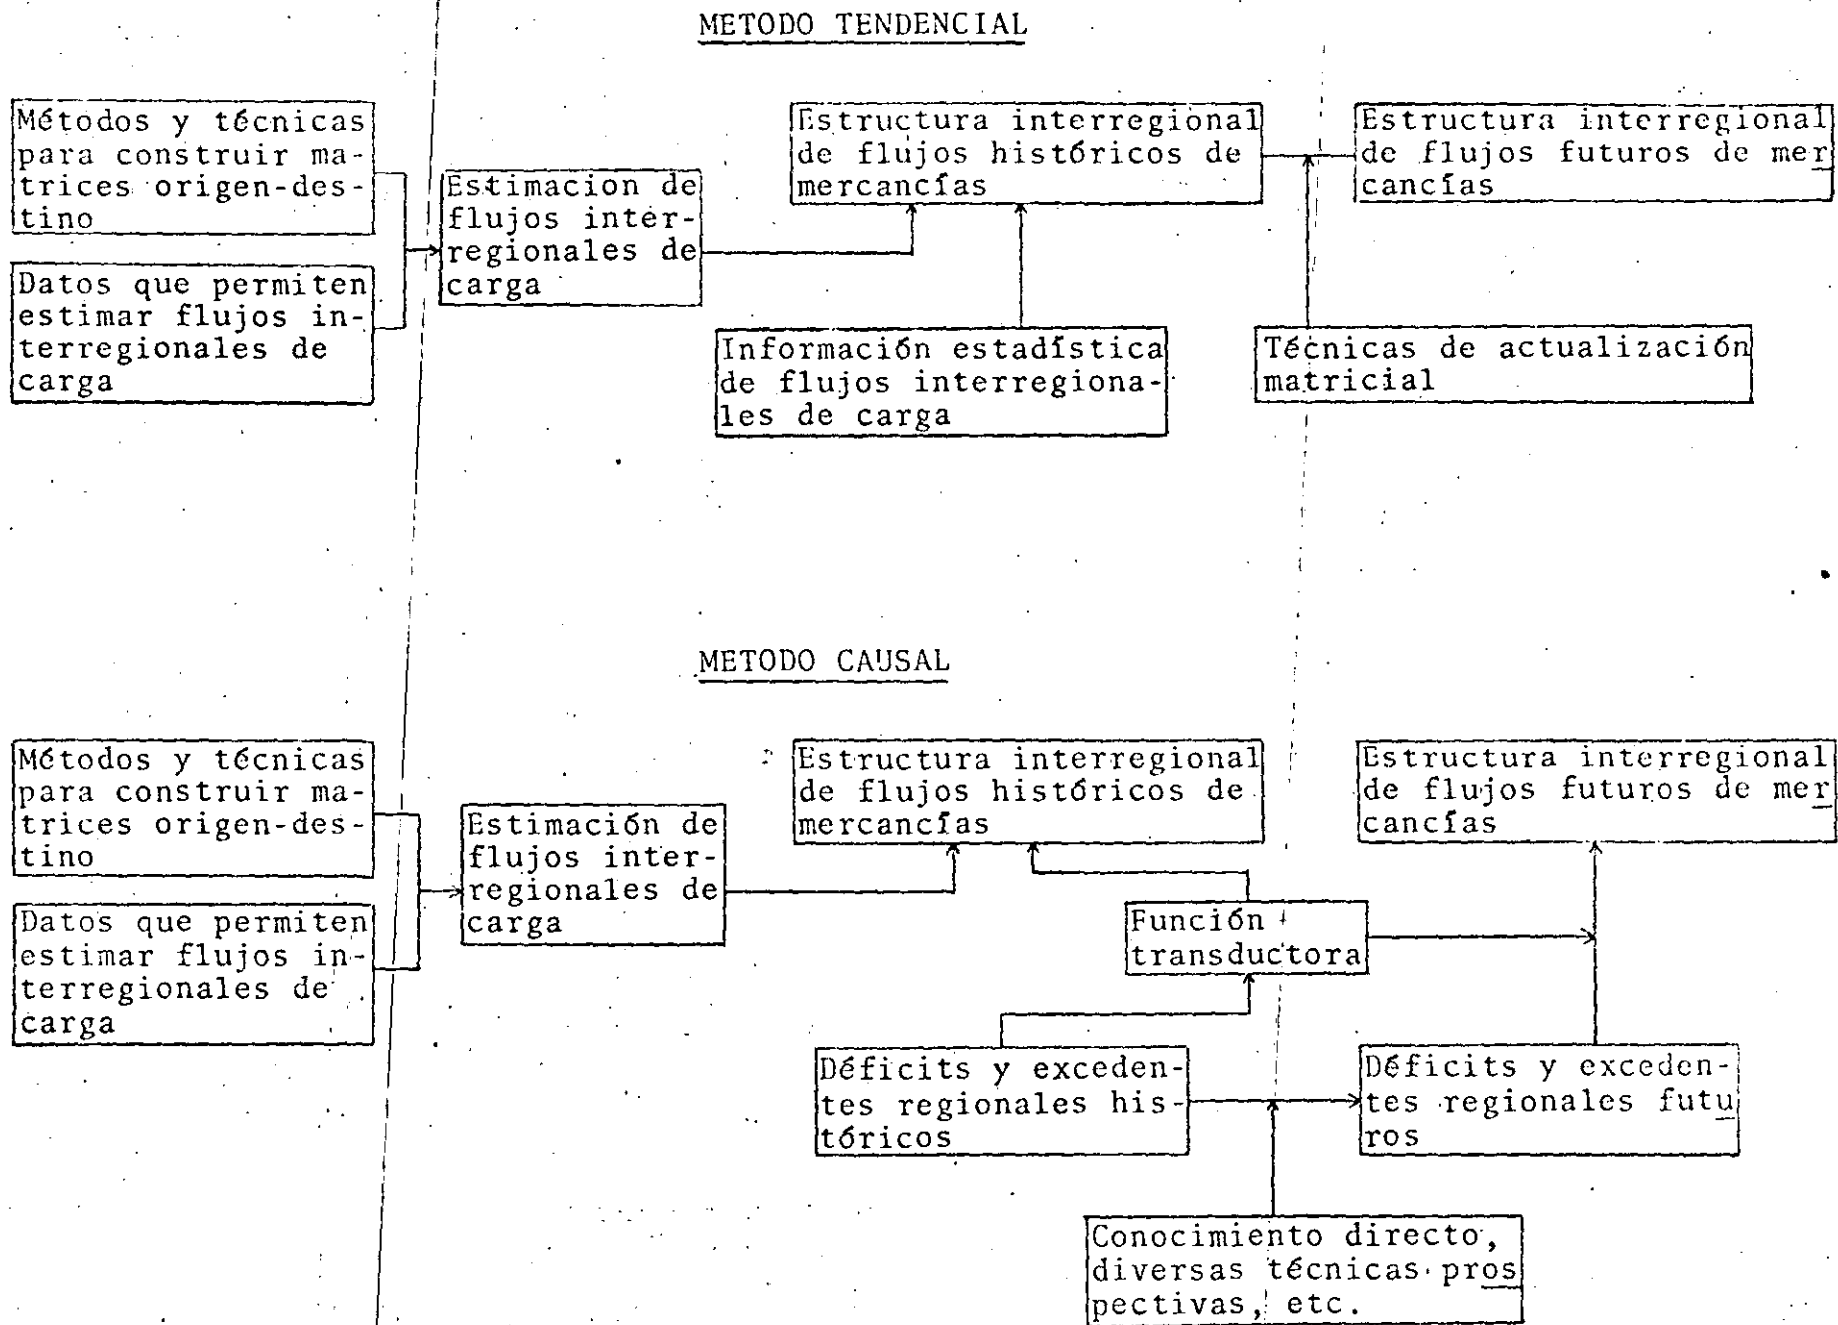 METODO TENDENCIAL
Métodos y técnicas
para construir ma-
trices origen-des-
tino
Datos que permiten
estimar flujos in-
terregionales de
carga
Estimacion de
flujos inter-
regionales de
carga
Estructura interregional
de flujos históricos de
mercancías
Información estadística
de flujos interregiona-
les de carga
Estructura interregional
de flujos futuros de mer
cancías
Técnicas de actualización
matricial
METODO CAUSAL
Métodos y técnicas
para construir ma-
trices origen-des-
tino
Datos que permiten
estimar flujos in-
terregionales de
carga
Estimación de
flujos inter-
regionales de
carga
Estructura interregional
de flujos históricos de
mercancías
Estructura interregional
de flujos futuros de mer
cancías
Función
transductora
Déficits y exceden-
tes regionales his-
tóricos
Déficits y exceden-
tes regionales futu
ros
Conocimiento directo,
diversas técnicas pros
pectivas, etc.